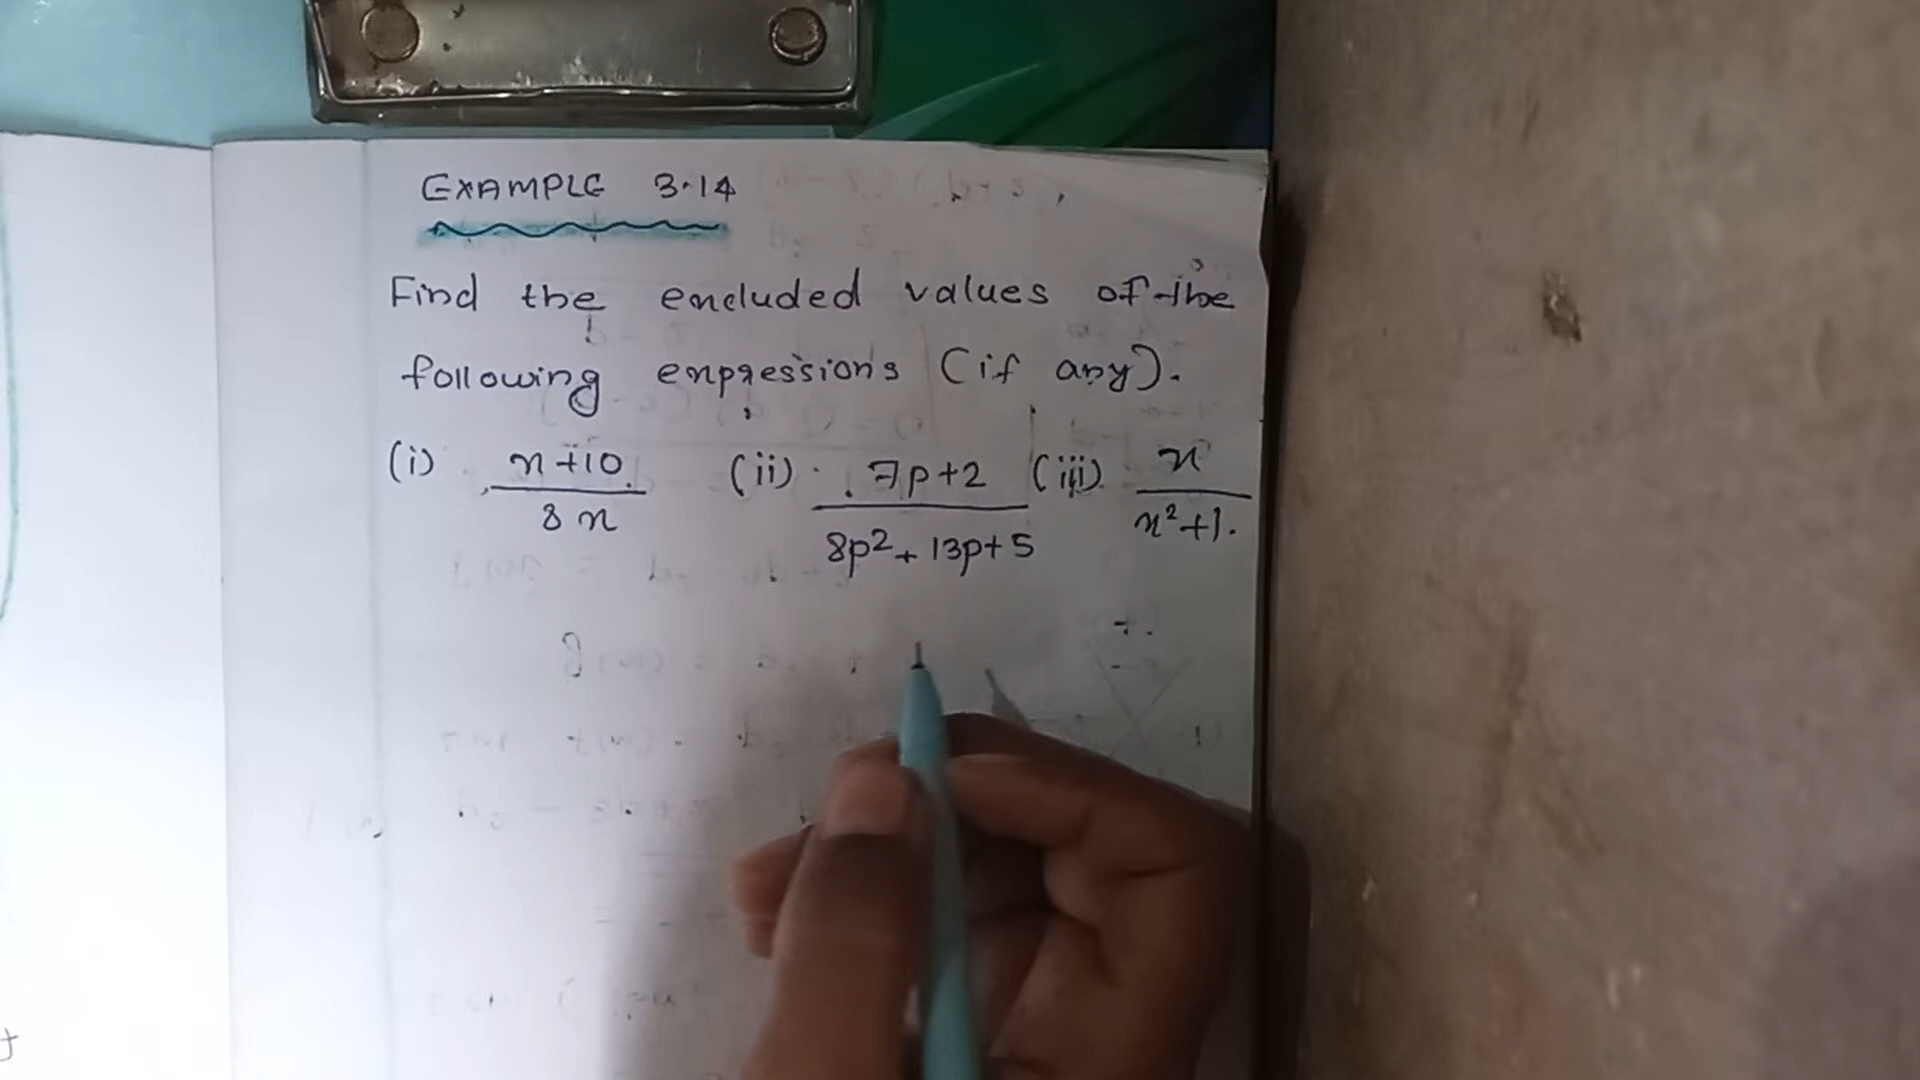 EXAMPLE 3.14
Find the excluded values of the
following expressions (if any).
(i) x+10 / 8x (ii) 7p+2 / 8p²+13p+5 (iii) x / x²+1.